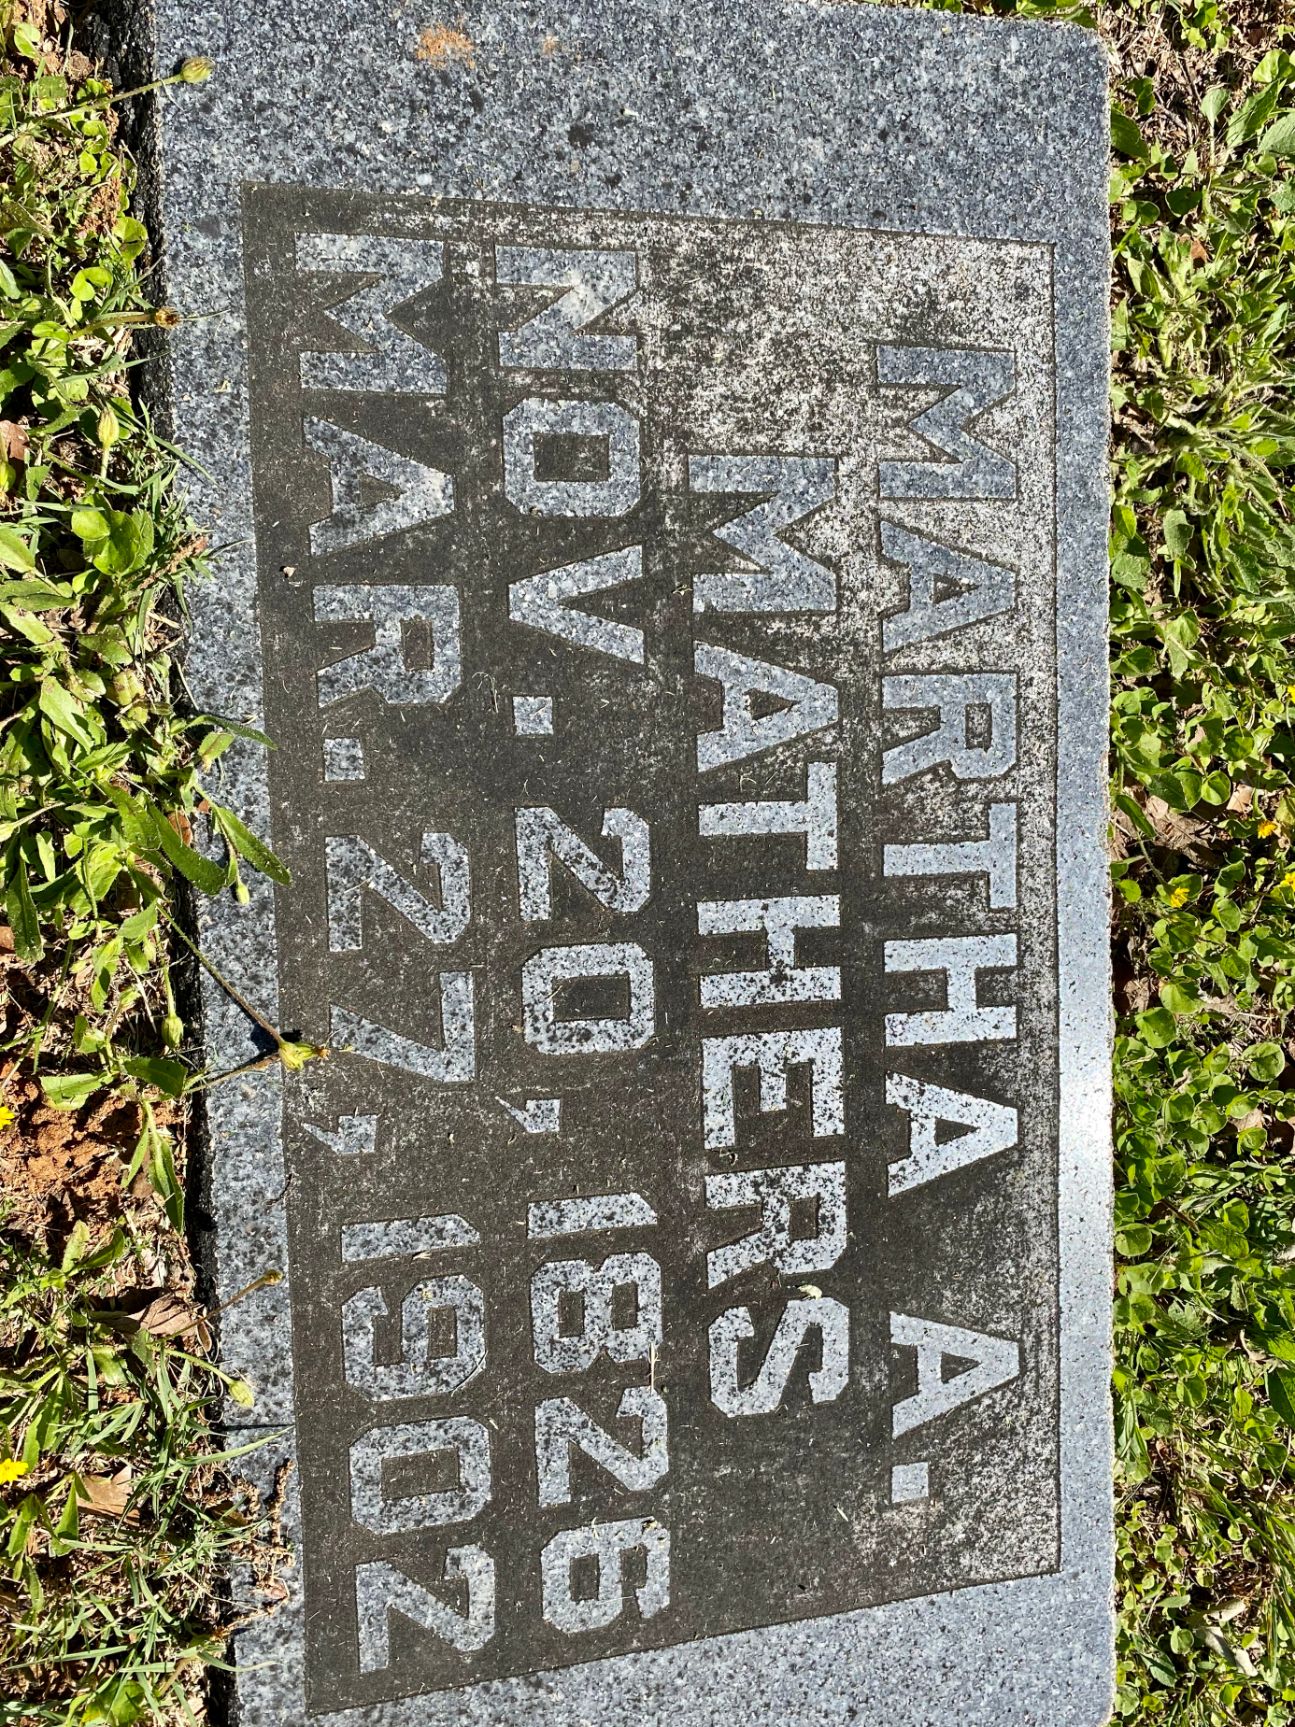 MARTHA A.
MATHERS
NOV. 20, 1826
MAR. 27, 1902